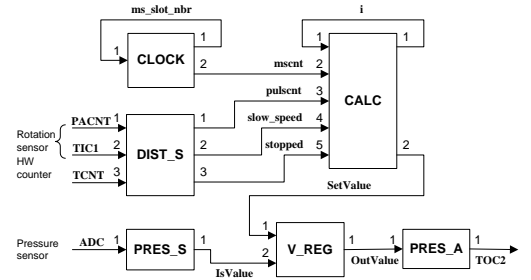 ms_slot_nbr
i
1 CLOCK 1
2 mscnt 2
1 1
pulscnt 3
CALC
slow_speed 4
stopped 5
2
SetValue
Rotation
sensor
HW
counter
PACNT 1
TIC1 2
TCNT 3
DIST_S
1
2
3
Pressure
sensor
ADC 1 PRES_S 1
IsValue
1
2
V_REG
1
OutValue
1 PRES_A 1
TOC2